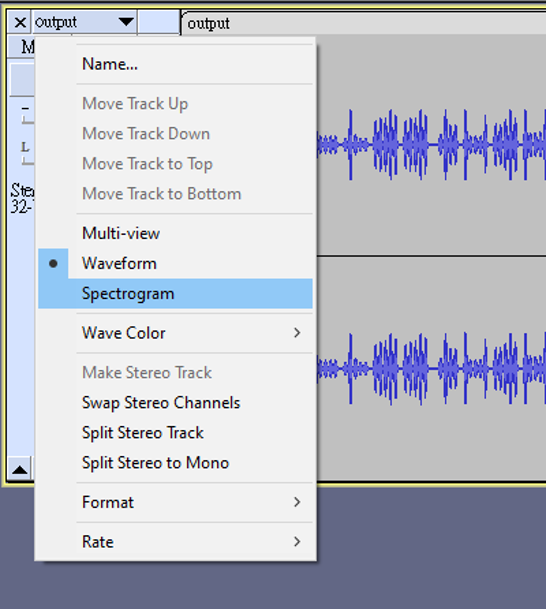 × output
output
M
Name...
Move Track Up
Move Track Down
Move Track to Top
Move Track to Bottom
Multi-view
Waveform
Spectrogram
Wave Color
Make Stereo Track
Swap Stereo Channels
Split Stereo Track
Split Stereo to Mono
Format
Rate
L
Ste
32-